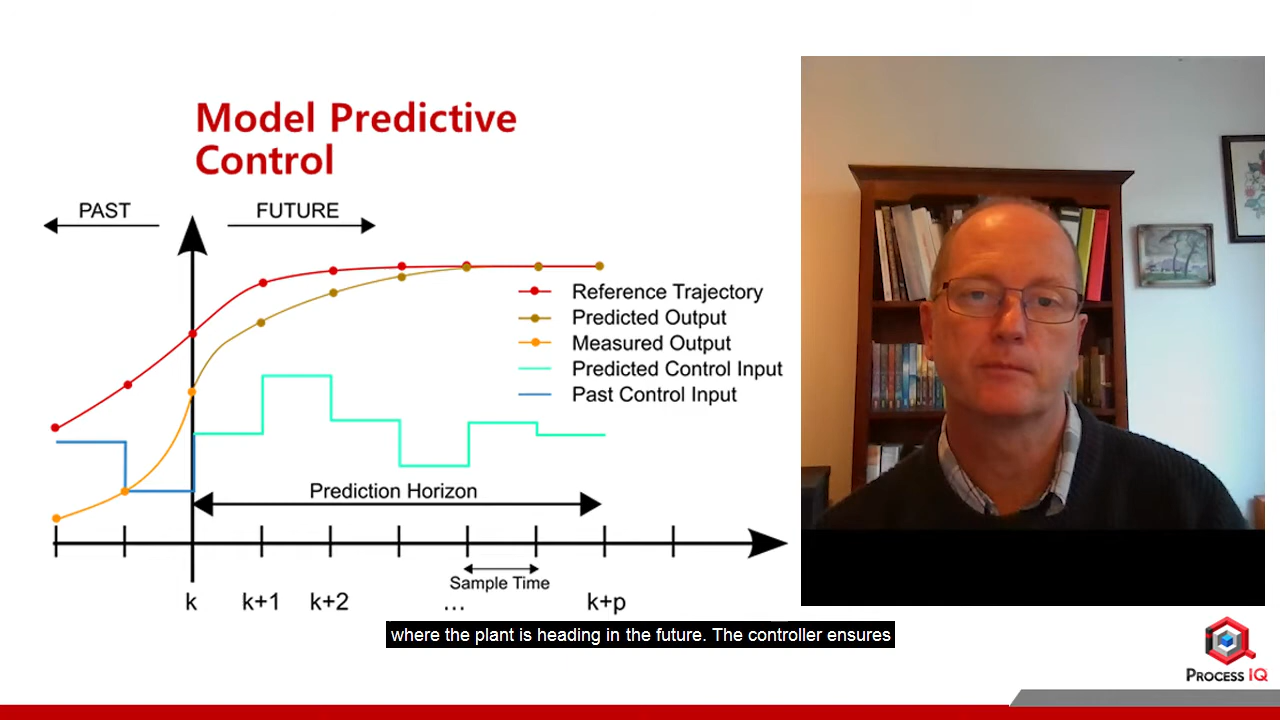 Model Predictive
Control
PAST
FUTURE
Reference Trajectory
Predicted Output
Measured Output
Predicted Control Input
Past Control Input
Prediction Horizon
Sample Time
k
k+1
k+2
...
k+p
where the plant is heading in the future. The controller ensures
PROCESS IQ